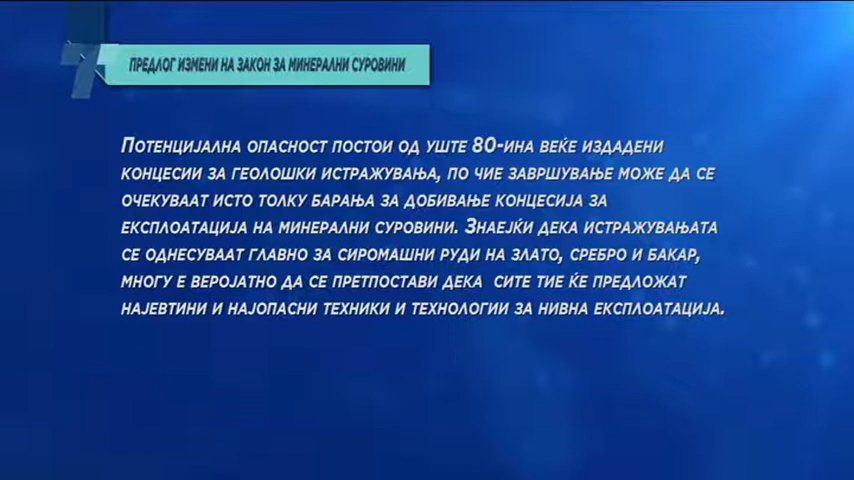 ПРЕДЛОГ ИЗМЕНИ НА ЗАКОН ЗА МИНЕРАЛНИ СУРОВИНИ
ПОТЕНЦИЈАЛНА ОПАСНОСТ ПОСТОИ ОД УШТЕ 80-ИНА ВЕЌЕ ИЗДАДЕНИ
КОНЦЕСИИ ЗА ГЕОЛОШКИ ИСТРАЖУВАЊА, ПО ЧИЕ ЗАВРШУВАЊЕ МОЖЕ ДА СЕ
ОЧЕКУВААТ ИСТО ТОЛКУ БАРАЊА ЗА ДОБИВАЊЕ КОНЦЕСИЈА ЗА
ЕКСПЛОАТАЦИЈА НА МИНЕРАЛНИ СУРОВИНИ. ЗНАЕЈЌИ ДЕКА ИСТРАЖУВАЊАТА
СЕ ОДНЕСУВААТ ГЛАВНО ЗА СИРОМАШНИ РУДИ НА ЗЛАТО, СРЕБРО И БАКАР,
МНОГУ Е ВЕРОЈАТНО ДА СЕ ПРЕТПОСТАВИ ДЕКА СИТЕ ТИЕ ЌЕ ПРЕДЛОЖАТ
НАЈЕВТИНИ И НАЈОПАСНИ ТЕХНИКИ И ТЕХНОЛОГИИ ЗА НИВНА ЕКСПЛОАТАЦИЈА.